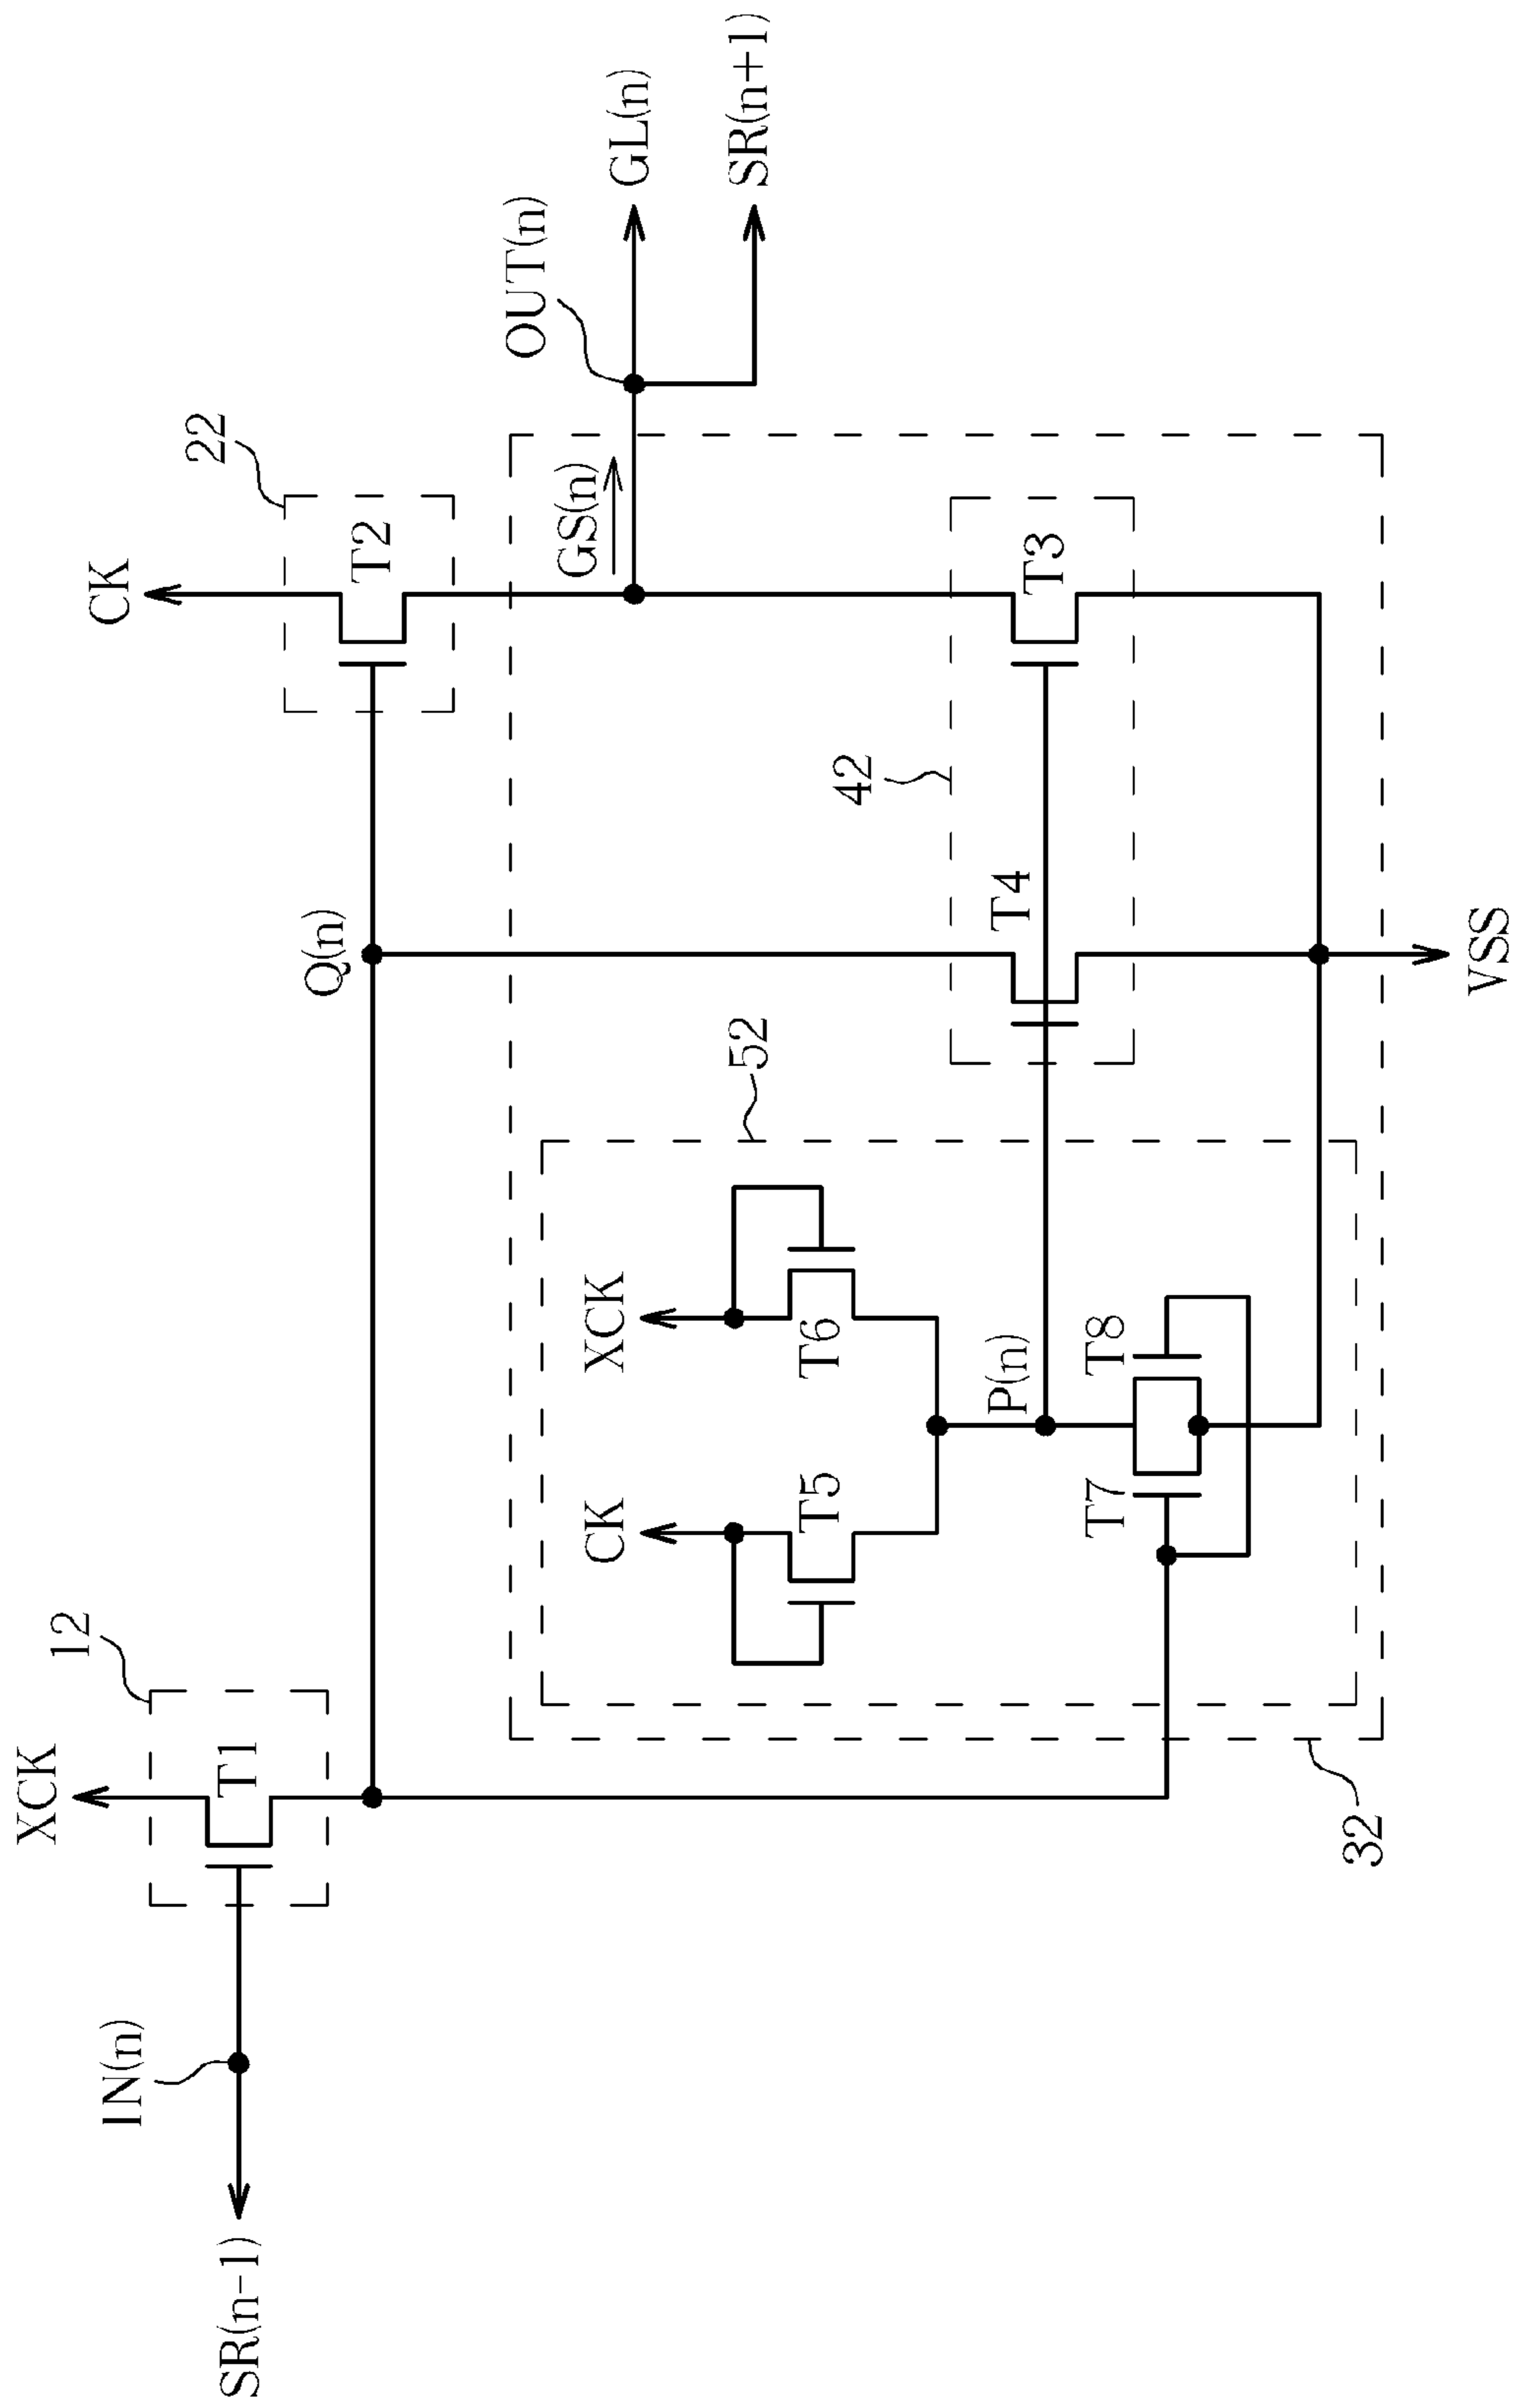 XCK
12
T1
SR(n-1)
IN(n)
Q(n)
CK
22
T2
GS(n)
OUT(n)
GL(n)
SR(n+1)
CK
XCK
52
T5
T6
42
T4
T3
P(n)
T7
T8
32
VSS